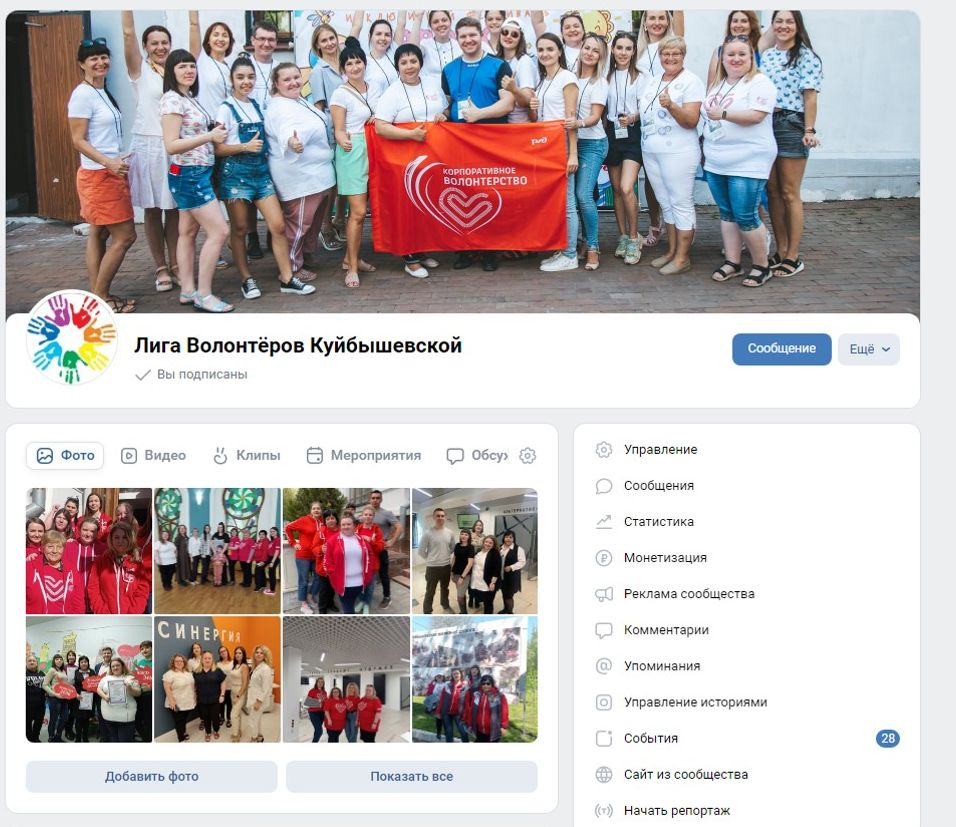 КОРПОРАТИВНОЕ
ВОЛОНТЕРСТВО
Лига Волонтёров Куйбышевской
Вы подписаны
Сообщение
Ещё
Фото
Видео
Клипы
Мероприятия
Обсу
СИНЕРГИЯ
Добавить фото
Показать все
Управление
Сообщения
Статистика
Монетизация
Реклама сообщества
Комментарии
Упоминания
Управление историями
События
28
Сайт из сообщества
Начать репортаж